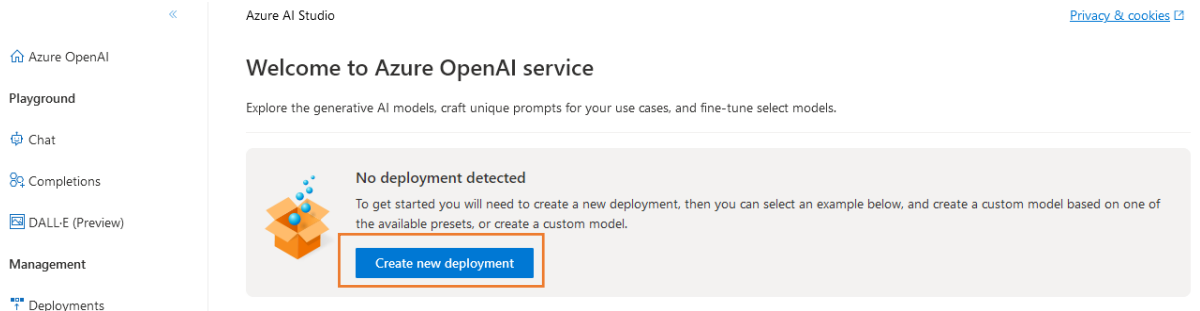 Azure AI Studio
Privacy & cookies
Azure OpenAI
Playground
Chat
Completions
DALL·E (Preview)
Management
Deployments
Welcome to Azure OpenAI service
Explore the generative AI models, craft unique prompts for your use cases, and fine-tune select models.
No deployment detected
To get started you will need to create a new deployment, then you can select an example below, and create a custom model based on one of
the available presets, or create a custom model.
Create new deployment